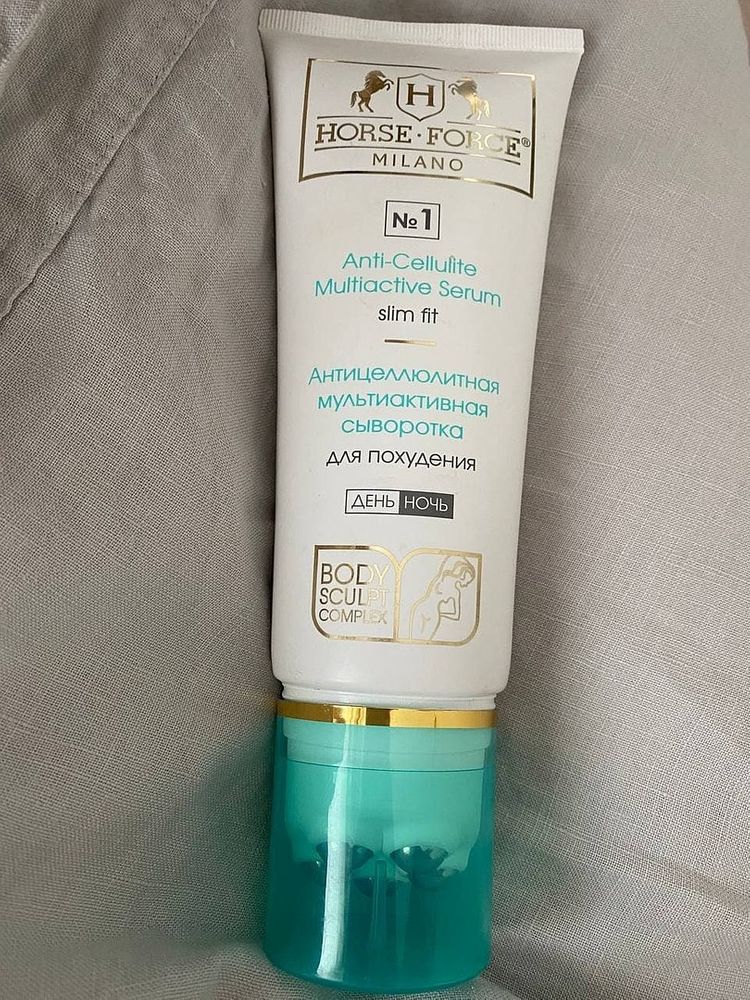 H
HORSE·FORCE®
MILANO
№1
Anti-Cellulite
Multiactive Serum
slim fit
Антицеллюлитная
мультиактивная
сыворотка
для похудения
ДЕНЬ НОЧЬ
BODY
SCULPT
COMPLEX